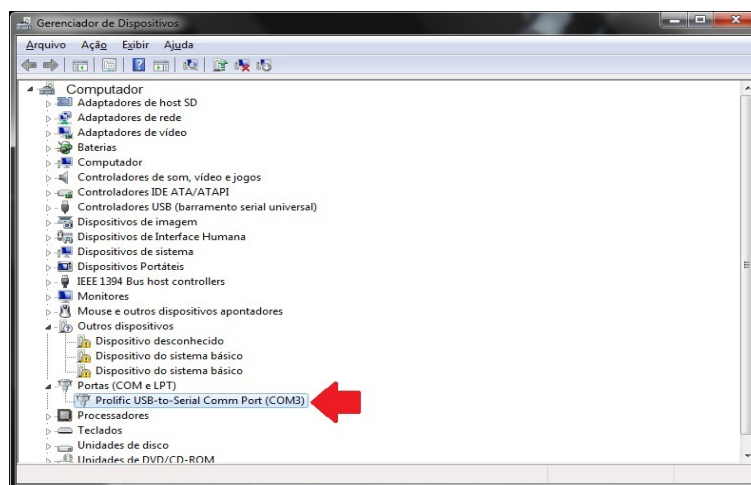 Gerenciador de Dispositivos
Arquivo Ação Exibir Ajuda
Computador
Adaptadores de host SD
Adaptadores de rede
Adaptadores de vídeo
Baterias
Computador
Controladores de som, vídeo e jogos
Controladores IDE ATA/ATAPI
Controladores USB (barramento serial universal)
Dispositivos de imagem
Dispositivos de Interface Humana
Dispositivos de sistema
Dispositivos Portáteis
IEEE 1394 Bus host controllers
Monitores
Mouse e outros dispositivos apontadores
Outros dispositivos
Dispositivo desconhecido
Dispositivo do sistema básico
Dispositivo do sistema básico
Portas (COM e LPT)
Prolific USB-to-Serial Comm Port (COM3)
Processadores
Teclados
Unidades de disco
Unidades de DVD/CD-ROM